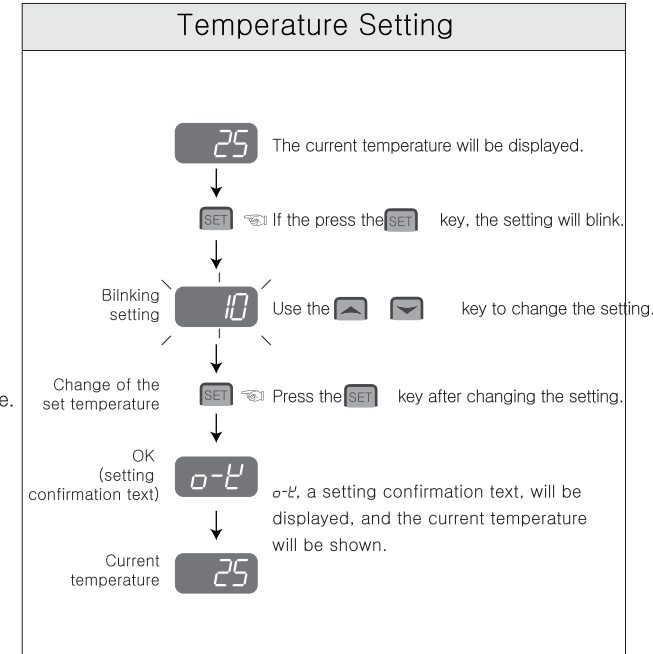 Temperature Setting
25 The current temperature will be displayed.
SET If the press the SET key, the setting will blink.
Bilnking
setting
10 Use the key to change the setting.
e.
Change of the
set temperature
SET Press the SET key after changing the setting.
OK
(setting
confirmation text)
o-K
o-K, a setting confirmation text, will be
displayed, and the current temperature
will be shown.
Current
temperature
25